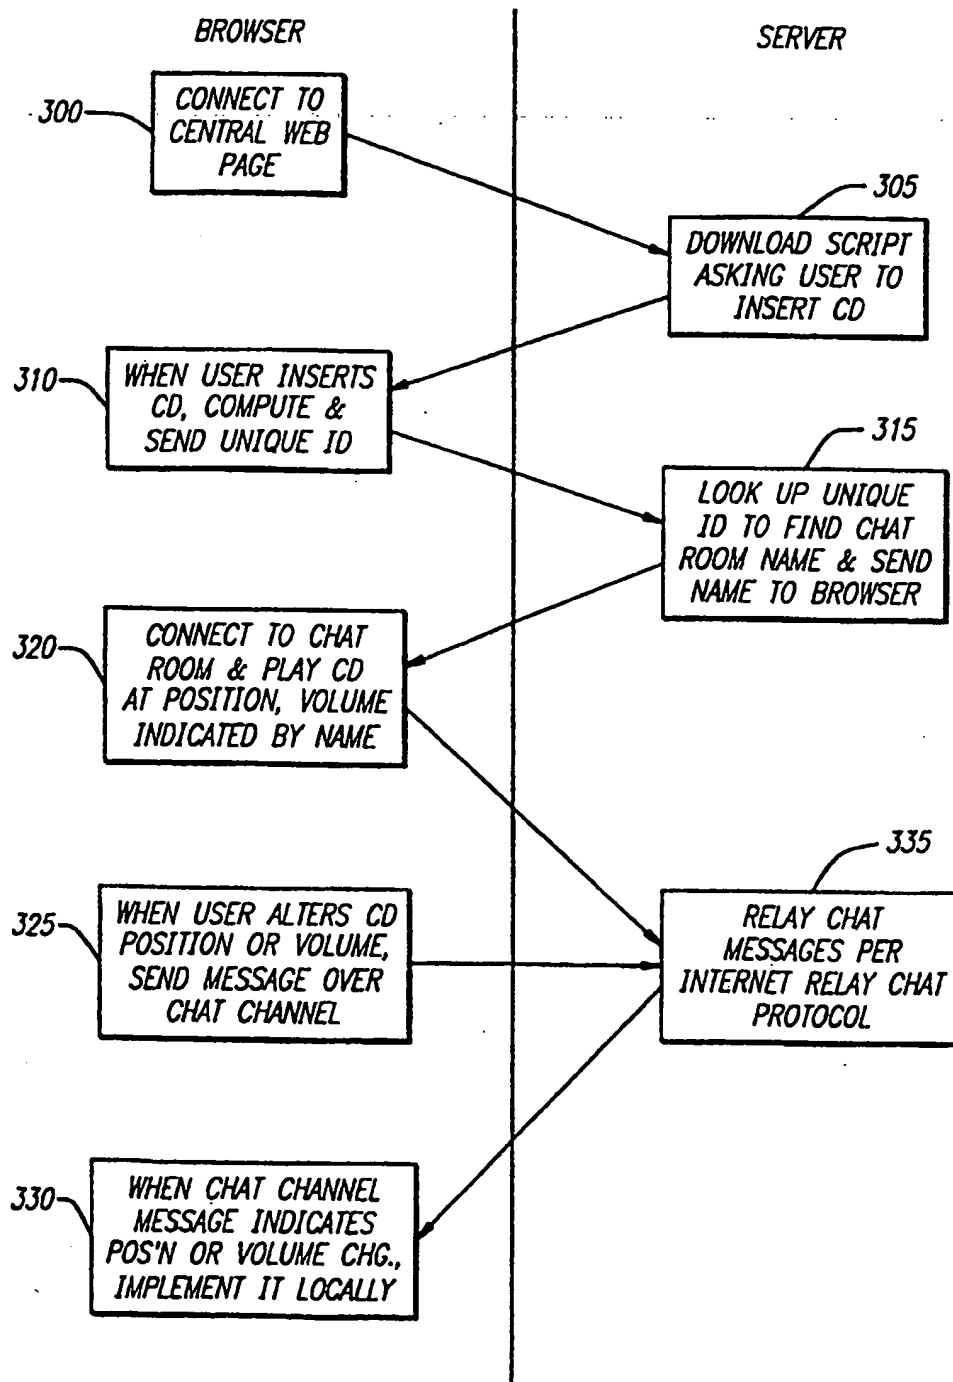 BROWSER
SERVER
300
CONNECT TO
CENTRAL WEB
PAGE
305
DOWNLOAD SCRIPT
ASKING USER TO
INSERT CD
310
WHEN USER INSERTS
CD, COMPUTE &
SEND UNIQUE ID
315
LOOK UP UNIQUE
ID TO FIND CHAT
ROOM NAME & SEND
NAME TO BROWSER
320
CONNECT TO CHAT
ROOM & PLAY CD
AT POSITION, VOLUME
INDICATED BY NAME
325
WHEN USER ALTERS CD
POSITION OR VOLUME,
SEND MESSAGE OVER
CHAT CHANNEL
335
RELAY CHAT
MESSAGES PER
INTERNET RELAY CHAT
PROTOCOL
330
WHEN CHAT CHANNEL
MESSAGE INDICATES
POS'N OR VOLUME CHG.,
IMPLEMENT IT LOCALLY